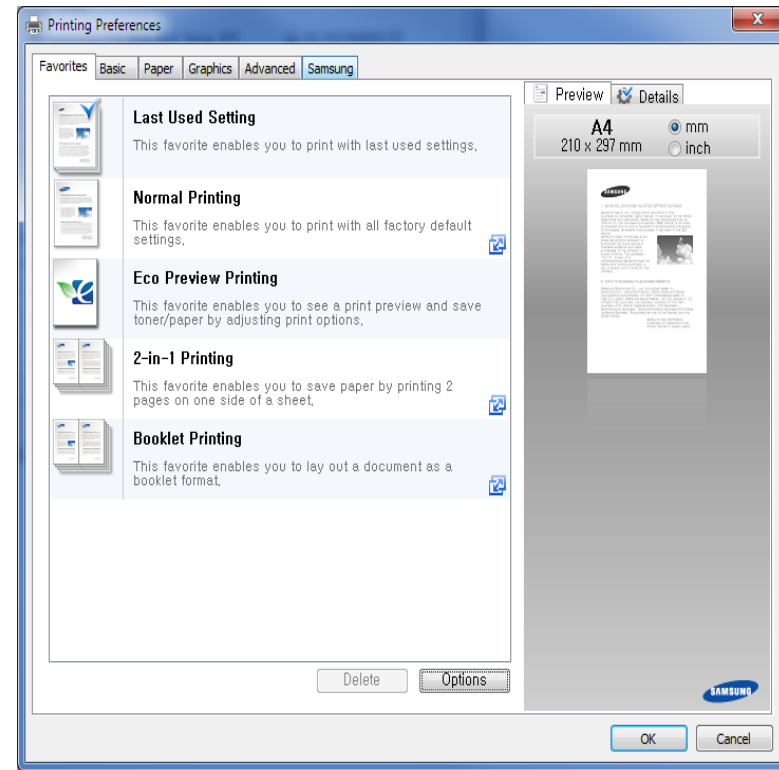 Printing Preferences
Favorites Basic Paper Graphics Advanced Samsung
Last Used Setting
This favorite enables you to print with last used settings.
Normal Printing
This favorite enables you to print with all factory default
settings.
Eco Preview Printing
This favorite enables you to see a print preview and save
toner/paper by adjusting print options.
2-in-1 Printing
This favorite enables you to save paper by printing 2
pages on one side of a sheet.
Booklet Printing
This favorite enables you to lay out a document as a
booklet format.
Delete Options
Preview Details
A4
210 x 297 mm
mm
inch
SAMSUNG
SAMSUNG
OK Cancel